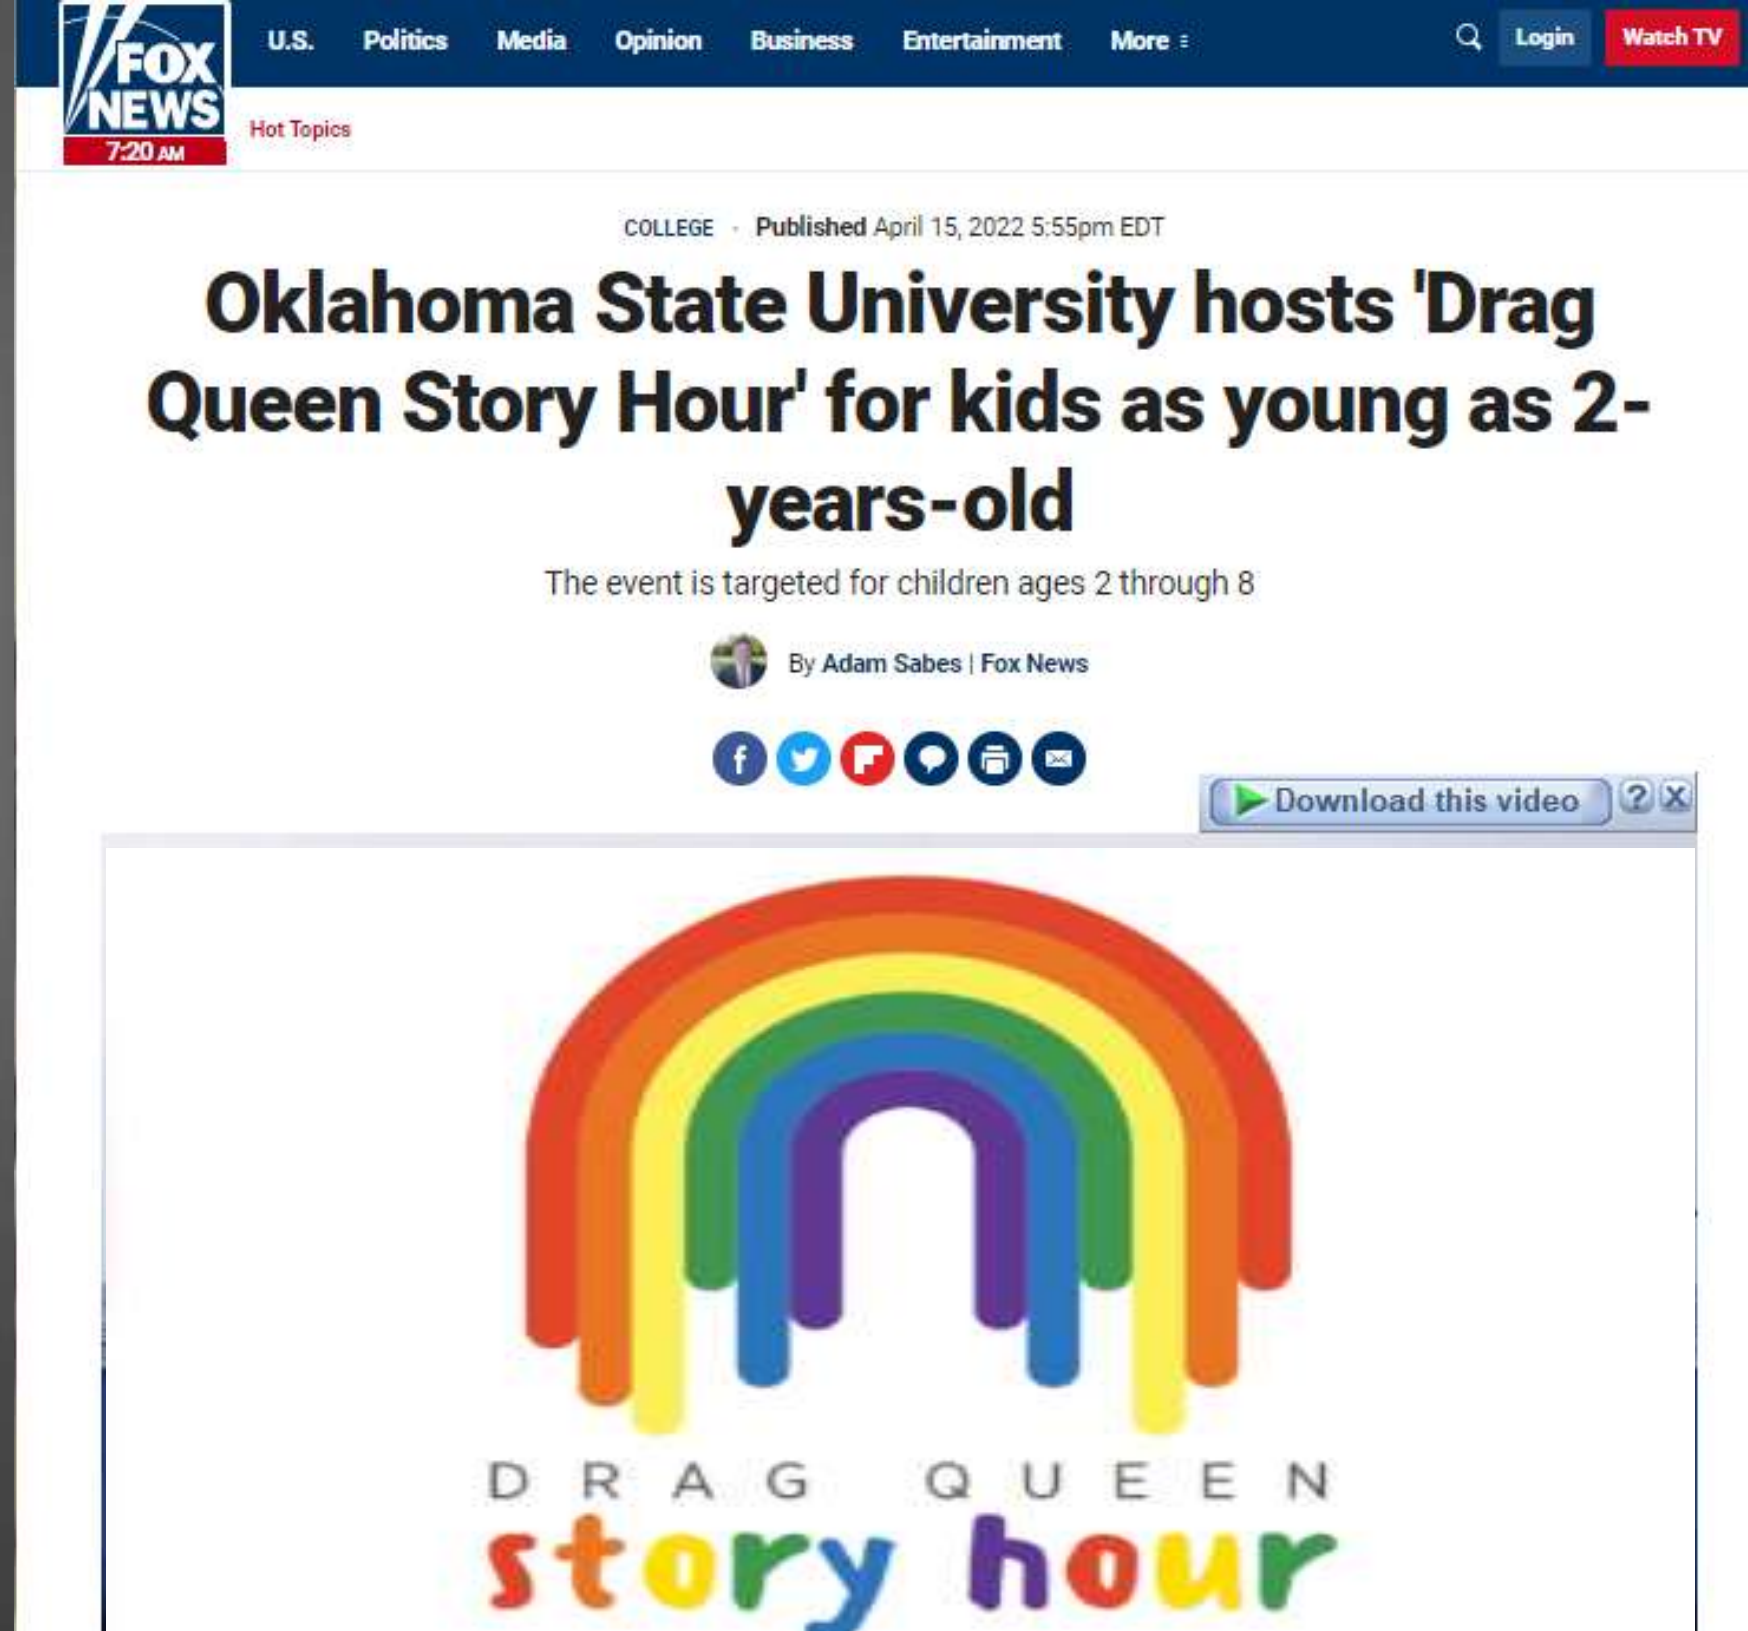 FOX
NEWS
7:20 AM
U.S. Politics Media Opinion Business Entertainment More Login Watch TV
Hot Topics
COLLEGE · Published April 15, 2022 5:55pm EDT
Oklahoma State University hosts 'Drag
Queen Story Hour' for kids as young as 2-
years-old
The event is targeted for children ages 2 through 8
By Adam Sabes | Fox News
Download this video ? X
DRAG QUEEN
story hour